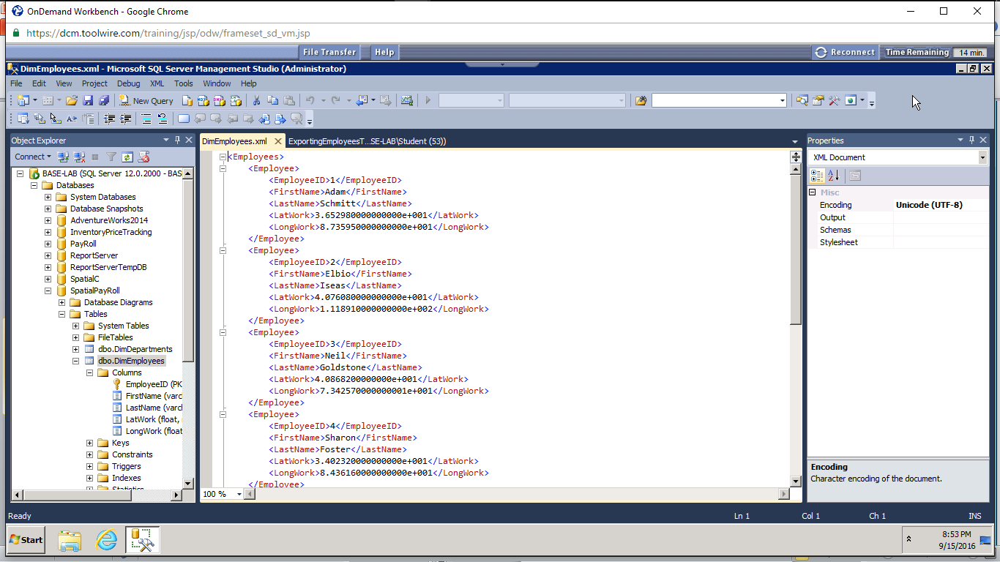 OnDemand Workbench - Google Chrome
https://dcm.toolwire.com/training/jsp/odw/frameset_sd_vm.jsp
File Transfer Help Reconnect Time Remaining 14 min.
DimEmployees.xml - Microsoft SQL Server Management Studio (Administrator)
File Edit View Project Debug XML Tools Window Help
New Query
Object Explorer
Connect
BASE-LAB (SQL Server 12.0.2000 - BAS
Databases
System Databases
Database Snapshots
AdventureWorks2014
InventoryPriceTracking
PayRoll
ReportServer
ReportServerTempDB
SpatialC
SpatialPayRoll
Database Diagrams
Tables
System Tables
FileTables
dbo.DimDepartments
dbo.DimEmployees
Columns
EmployeeID (PK
FirstName (varc
LastName (varc
LatWork (float,
LongWork (float
Keys
Constraints
Triggers
Indexes
Statistics
DimEmployees.xml ExportingEmployeesT...SE-LAB\Student (53))
<Employees>
<Employee>
<EmployeeID>1</EmployeeID>
<FirstName>Adam</FirstName>
<LastName>Schmitt</LastName>
<LatWork>3.652980000000000e+001</LatWork>
<LongWork>8.735950000000000e+001</LongWork>
</Employee>
<Employee>
<EmployeeID>2</EmployeeID>
<FirstName>Elbio</FirstName>
<LastName>Iseas</LastName>
<LatWork>4.076080000000000e+001</LatWork>
<LongWork>1.118910000000000e+002</LongWork>
</Employee>
<Employee>
<EmployeeID>3</EmployeeID>
<FirstName>Neil</FirstName>
<LastName>Goldstone</LastName>
<LatWork>4.0868200000000e+001</LatWork>
<LongWork>7.342570000000001e+001</LongWork>
</Employee>
<Employee>
<EmployeeID>4</EmployeeID>
<FirstName>Sharon</FirstName>
<LastName>Foster</LastName>
<LatWork>3.402320000000000e+001</LatWork>
<LongWork>8.436160000000000e+001</LongWork>
</Employee>
100 %
Properties
XML Document
Misc
Encoding Unicode (UTF-8)
Output
Schemas
Stylesheet
Encoding
Character encoding of the document.
Ready Ln 1 Col 1 Ch 1 INS
Start
8:53 PM
9/15/2016